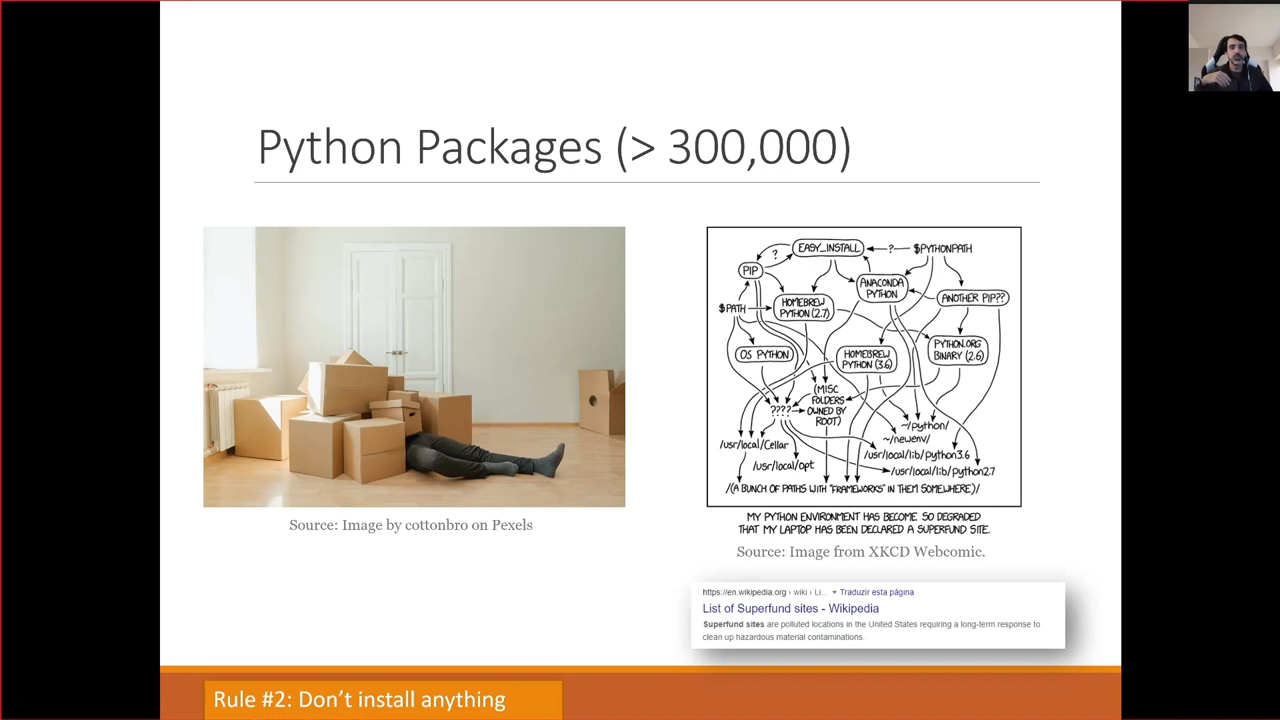 Python Packages (> 300,000)
EASY_INSTALL
?
$PYTHONPATH
?
PIP
ANACONDA
PYTHON
ANOTHER PIP??
$PATH
HOMEBREW
PYTHON (2.7)
OS PYTHON
HOMEBREW
PYTHON (3.6)
PYTHON.ORG
BINARY (2.6)
(MISC
FOLDERS
OWNED BY
ROOT)
????
~/python/
~/newenv/
/usr/local/Cellar
/usr/local/lib/python3.6
/usr/local/opt
/usr/local/lib/python2.7
/(A BUNCH OF PATHS WITH "FRAMEWORKS" IN THEM SOMEWHERE)/
MY PYTHON ENVIRONMENT HAS BECOME SO DEGRADED
THAT MY LAPTOP HAS BEEN DECLARED A SUPERFUND SITE.
Source: Image by cottonbro on Pexels
Source: Image from XKCD Webcomic.
https://en.wikipedia.org › wiki › Li... ▾ Traduzir esta página
List of Superfund sites - Wikipedia
Superfund sites are polluted locations in the United States requiring a long-term response to
clean up hazardous material contaminations.
Rule #2: Don't install anything